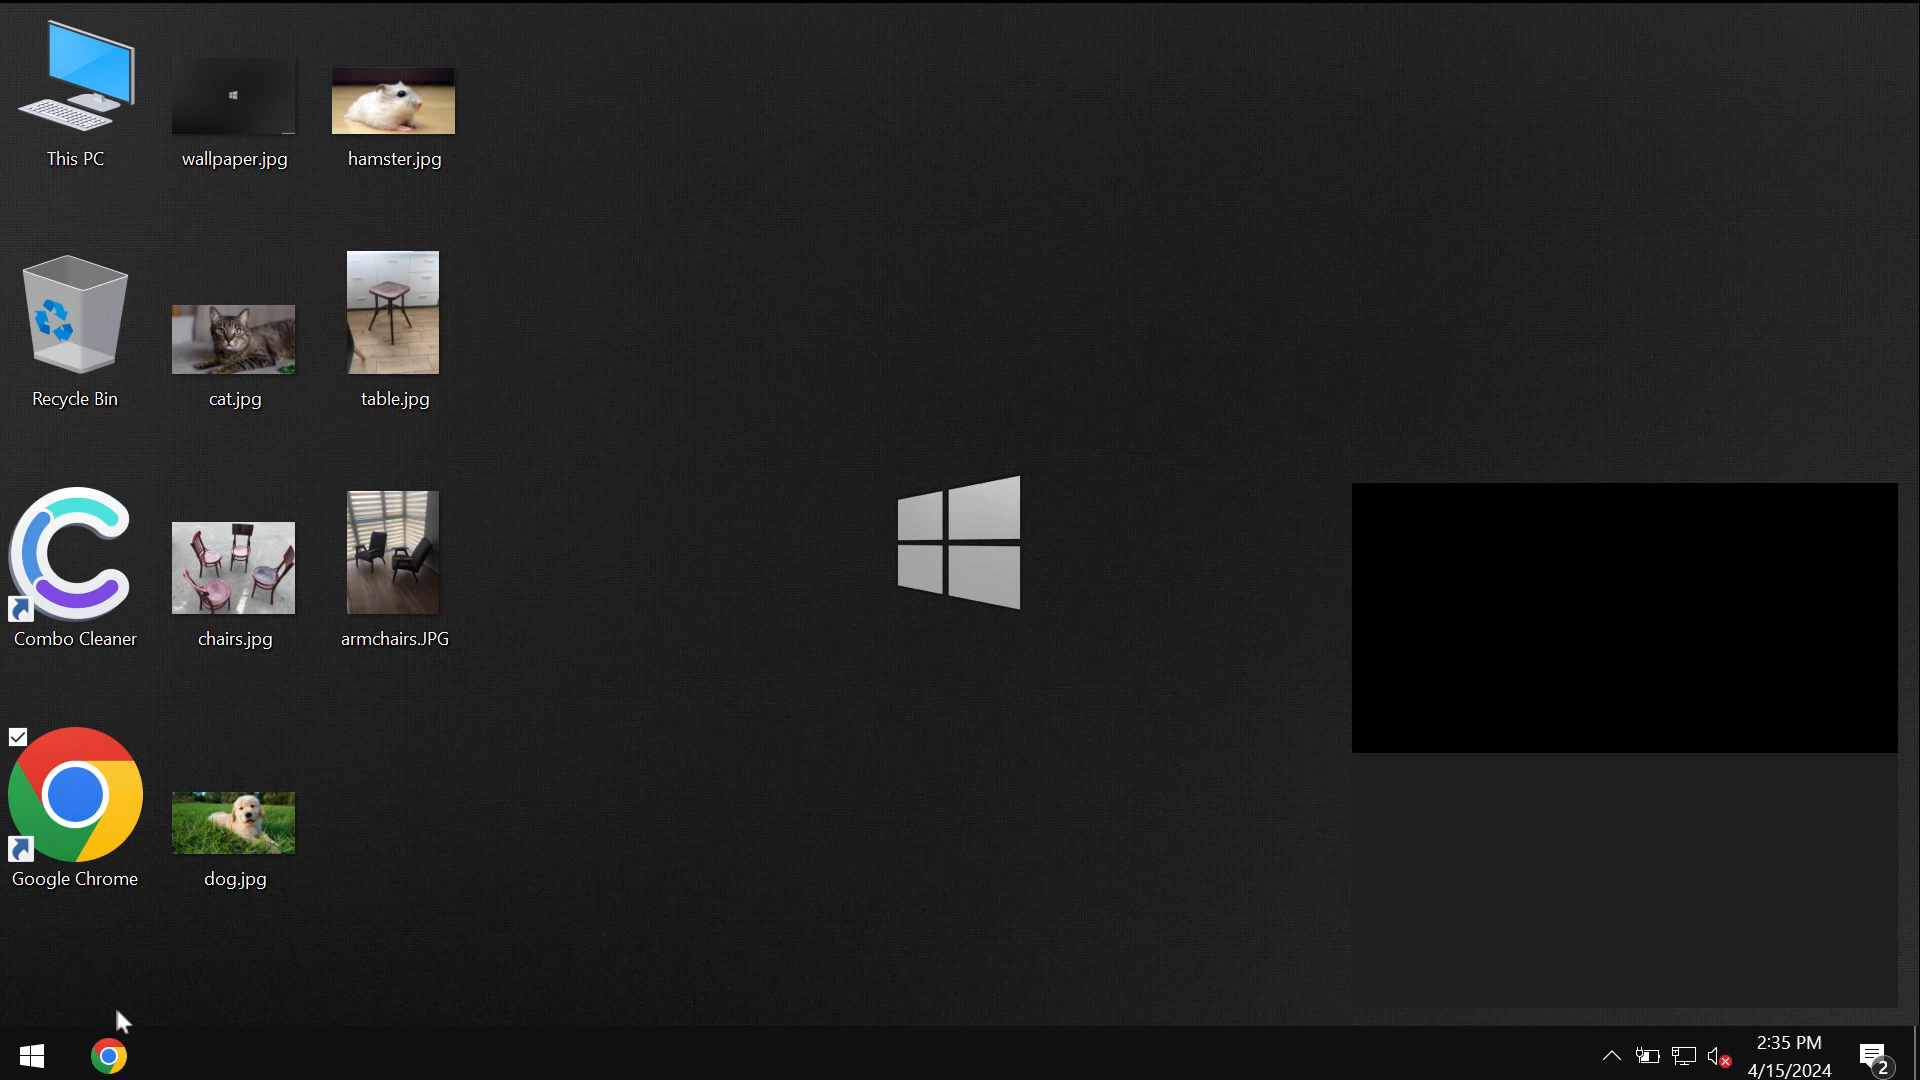 This PC
wallpaper.jpg
hamster.jpg
Recycle Bin
cat.jpg
table.jpg
Combo Cleaner
chairs.jpg
armchairs.JPG
Google Chrome
dog.jpg
2:35 PM
4/15/2024
2